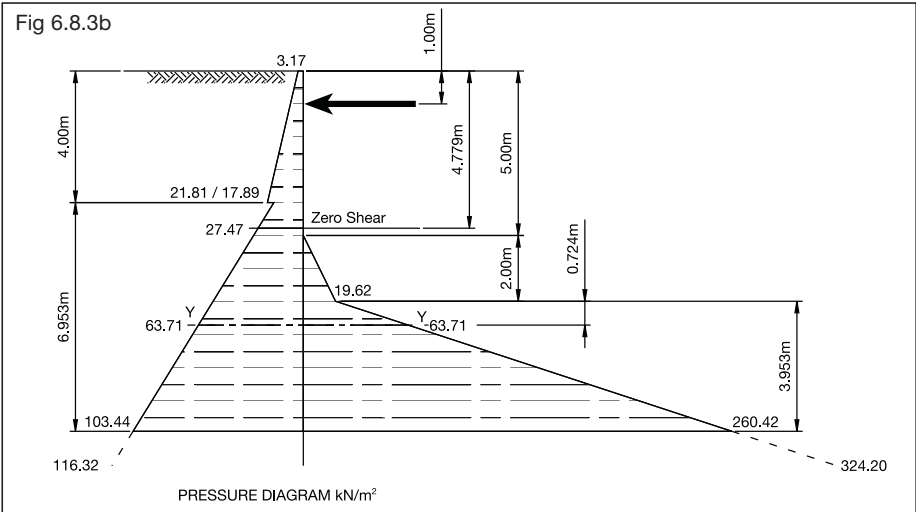 Fig 6.8.3b
3.17
1.00m
4.00m
4.779m
5.00m
21.81 / 17.89
Zero Shear
27.47
2.00m
0.724m
19.62
Y
63.71
Y
63.71
6.953m
3.953m
103.44
260.42
116.32
324.20
PRESSURE DIAGRAM kN/m²